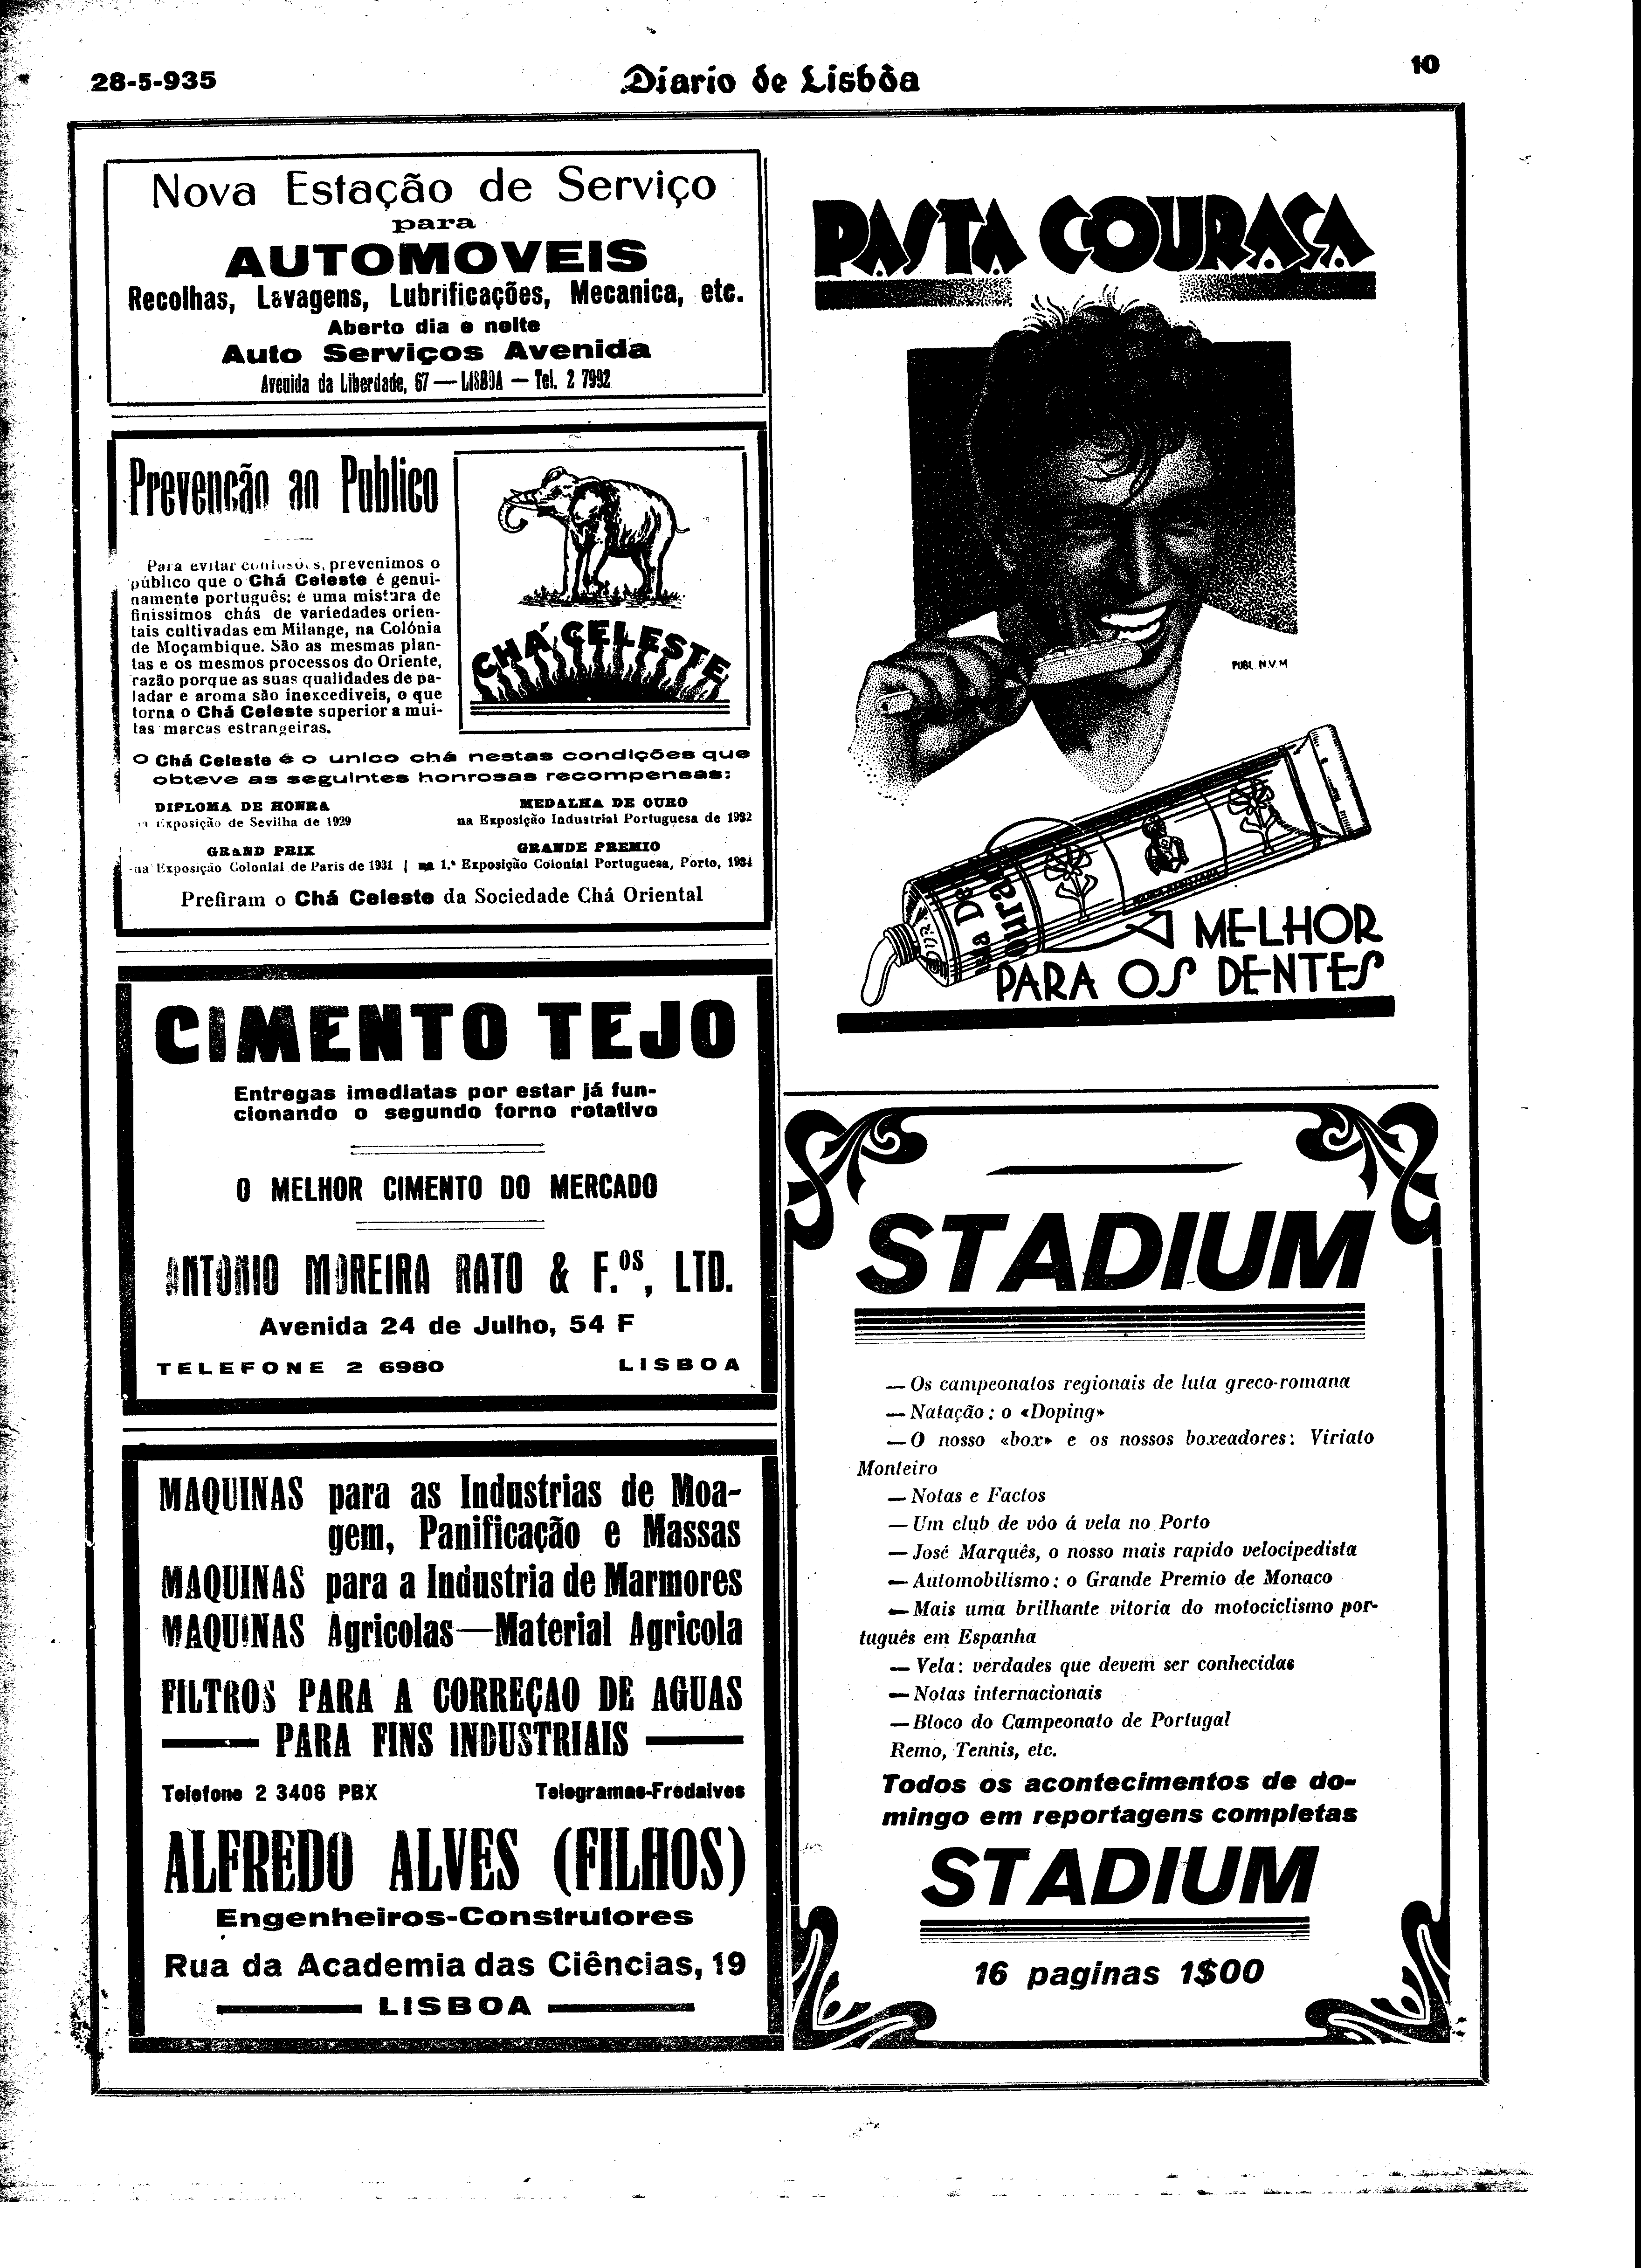 28-5-935
Diario de Lisbôa
10
Nova Estação de Serviço
para
AUTOMOVEIS
Recolhas, Lavagens, Lubrificações, Mecanica, etc.
Aberto dia e noite
Auto Serviços Avenida
Avenida da Liberdade, 67 — LISBOA — Tel. 2 7992
Prevenção ao Publico
Para evitar confusões, prevenimos o
público que o Chá Celeste é genui-
namente português: é uma mistura de
finissimos chás de variedades orien-
tais cultivadas em Milange, na Colónia
de Moçambique. São as mesmas plan-
tas e os mesmos processos do Oriente,
razão porque as suas qualidades de pa-
ladar e aroma são inexcediveis, o que
torna o Chá Celeste superior a mui-
tas marcas estrangeiras.
CHÁ CELESTE
O Chá Celeste é o unico chá nestas condições que
obteve as seguintes honrosas recompensas:
DIPLOMA DE HONRA
Exposição de Sevilha de 1929
MEDALHA DE OURO
na Exposição Industrial Portuguesa de 1932
GRAND PRIX
na Exposição Colonial de Paris de 1931
GRANDE PREMIO
na 1.ª Exposição Colonial Portuguesa, Porto, 1934
Prefiram o Chá Celeste da Sociedade Chá Oriental
CIMENTO TEJO
Entregas imediatas por estar já fun-
cionando o segundo forno rotativo
O MELHOR CIMENTO DO MERCADO
ANTONIO MOREIRA RATO & F.os, LTD.
Avenida 24 de Julho, 54 F
TELEFONE 2 6980 LISBOA
MAQUINAS para as Industrias de Moa-
gem, Panificação e Massas
MAQUINAS para a Industria de Marmores
MAQUINAS Agricolas—Material Agricola
FILTROS PARA A CORREÇAO DE AGUAS
PARA FINS INDUSTRIAIS
Telefone 2 3406 PBX Telegramas-Fredalves
ALFREDO ALVES (FILHOS)
Engenheiros-Construtores
Rua da Academia das Ciências, 19
LISBOA
PASTA COURAÇA
PUBL. N.V.M
A MELHOR
PARA OS DENTES
STADIUM
— Os campeonatos regionais de luta greco-romana
— Natação: o «Doping»
— O nosso «box» e os nossos boxeadores: Viriato
Monteiro
— Notas e Factos
— Um club de vôo á vela no Porto
— José Marquês, o nosso mais rapido velocipedista
— Automobilismo: o Grande Premio de Monaco
— Mais uma brilhante vitoria do motociclismo por-
tuguês em Espanha
— Vela: verdades que devem ser conhecidas
— Notas internacionais
— Bloco do Campeonato de Portugal
Remo, Tennis, etc.
Todos os acontecimentos de do-
mingo em reportagens completas
STADIUM
16 paginas 1$00